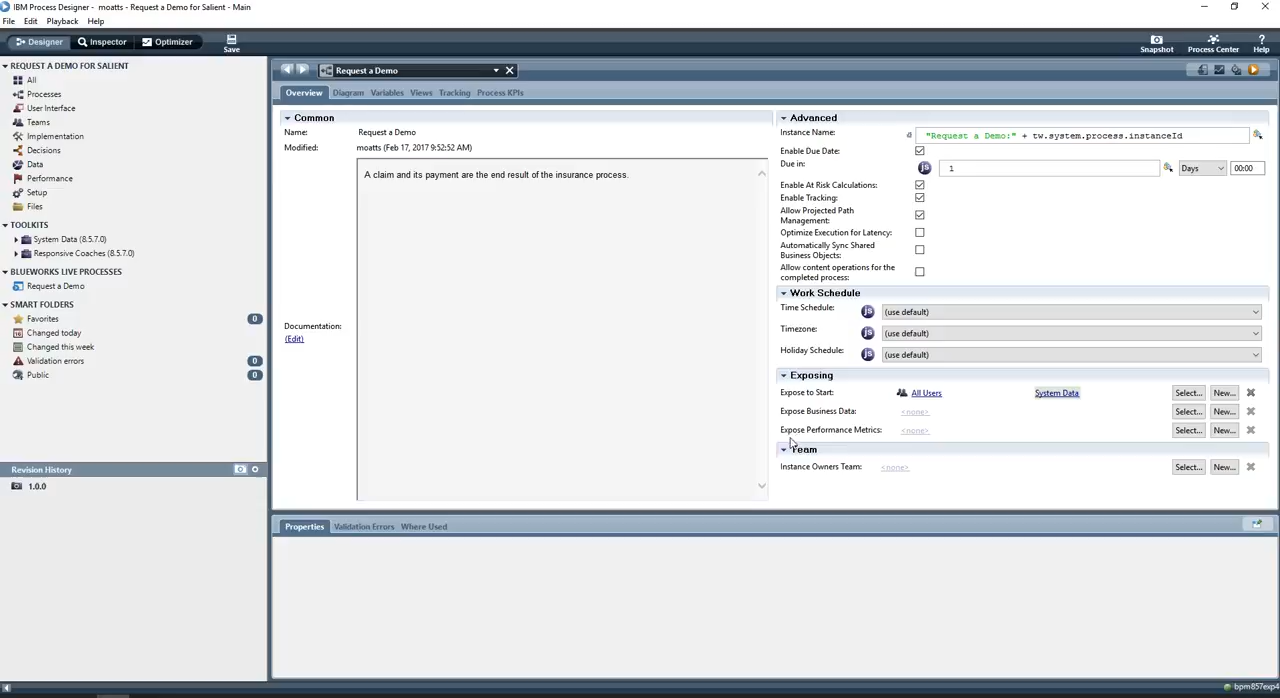 IBM Process Designer - moatts - Request a Demo for Salient - Main
File Edit Playback Help
Designer Inspector Optimizer Save Snapshot Process Center Help
REQUEST A DEMO FOR SALIENT
All
Processes
User Interface
Teams
Implementation
Decisions
Data
Performance
Setup
Files
TOOLKITS
System Data (8.5.7.0)
Responsive Coaches (8.5.7.0)
BLUEWORKS LIVE PROCESSES
Request a Demo
SMART FOLDERS
Favorites 0
Changed today
Changed this week
Validation errors 0
Public 0
Revision History
1.0.0
Request a Demo
Overview Diagram Variables Views Tracking Process KPIs
Common
Name: Request a Demo
Modified: moatts (Feb 17, 2017 9:52:52 AM)
A claim and its payment are the end result of the insurance process.
Documentation:
(Edit)
Advanced
Instance Name: "Request a Demo:" + tw.system.process.instanceId
Enable Due Date:
Due in: js 1 Days 00:00
Enable At Risk Calculations:
Enable Tracking:
Allow Projected Path
Management:
Optimize Execution for Latency:
Automatically Sync Shared
Business Objects:
Allow content operations for the
completed process:
Work Schedule
Time Schedule: js (use default)
Timezone: js (use default)
Holiday Schedule: js (use default)
Exposing
Expose to Start: All Users System Data Select... New...
Expose Business Data: <none> Select... New...
Expose Performance Metrics: <none> Select... New...
Team
Instance Owners Team: <none> Select... New...
Properties Validation Errors Where Used
bpm857exp4